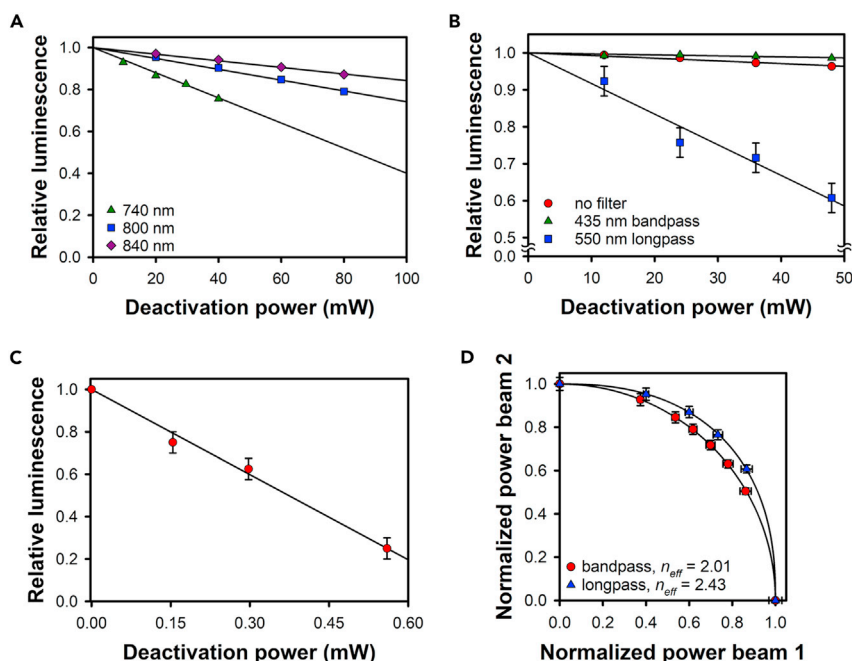 A
Relative luminescence
1.0
0.8
0.6
0.4
0.2
0.0
740 nm
800 nm
840 nm
0 20 40 60 80 100
Deactivation power (mW)
B
Relative luminescence
1.0
0.9
0.8
0.7
0.6
0.5
0.0
no filter
435 nm bandpass
550 nm longpass
0 10 20 30 40 50
Deactivation power (mW)
C
Relative luminescence
1.0
0.8
0.6
0.4
0.2
0.0
0.00 0.15 0.30 0.45 0.60
Deactivation power (mW)
D
Normalized power beam 2
1.0
0.8
0.6
0.4
0.2
0.0
bandpass, neff = 2.01
longpass, neff = 2.43
0.0 0.2 0.4 0.6 0.8 1.0
Normalized power beam 1